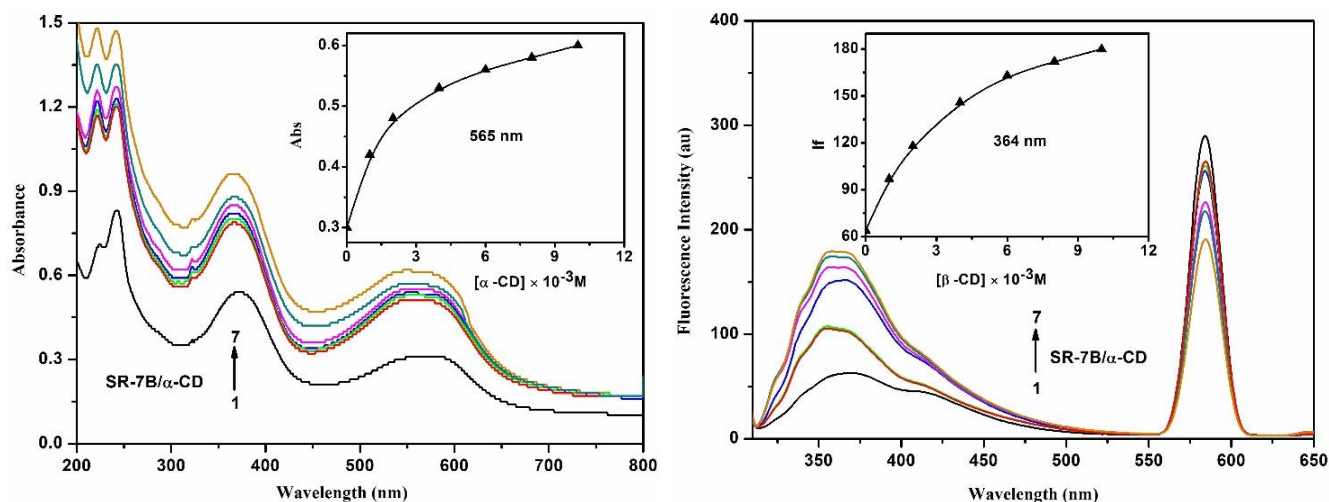 1.5
1.2
0.9
0.6
0.3
0.0
Absorbance
200 300 400 500 600 700 800
Wavelength (nm)
7
SR-7B/α-CD
1
0.6
0.5
0.4
0.3
Abs
565 nm
0 3 6 9 12
[α -CD] × 10-3M
400
300
200
100
0
Fluorescence Intensity (au)
350 400 450 500 550 600 650
Wavelength (nm)
7
SR-7B/α-CD
1
180
150
120
90
60
If
364 nm
0 3 6 9 12
[β -CD] × 10-3M